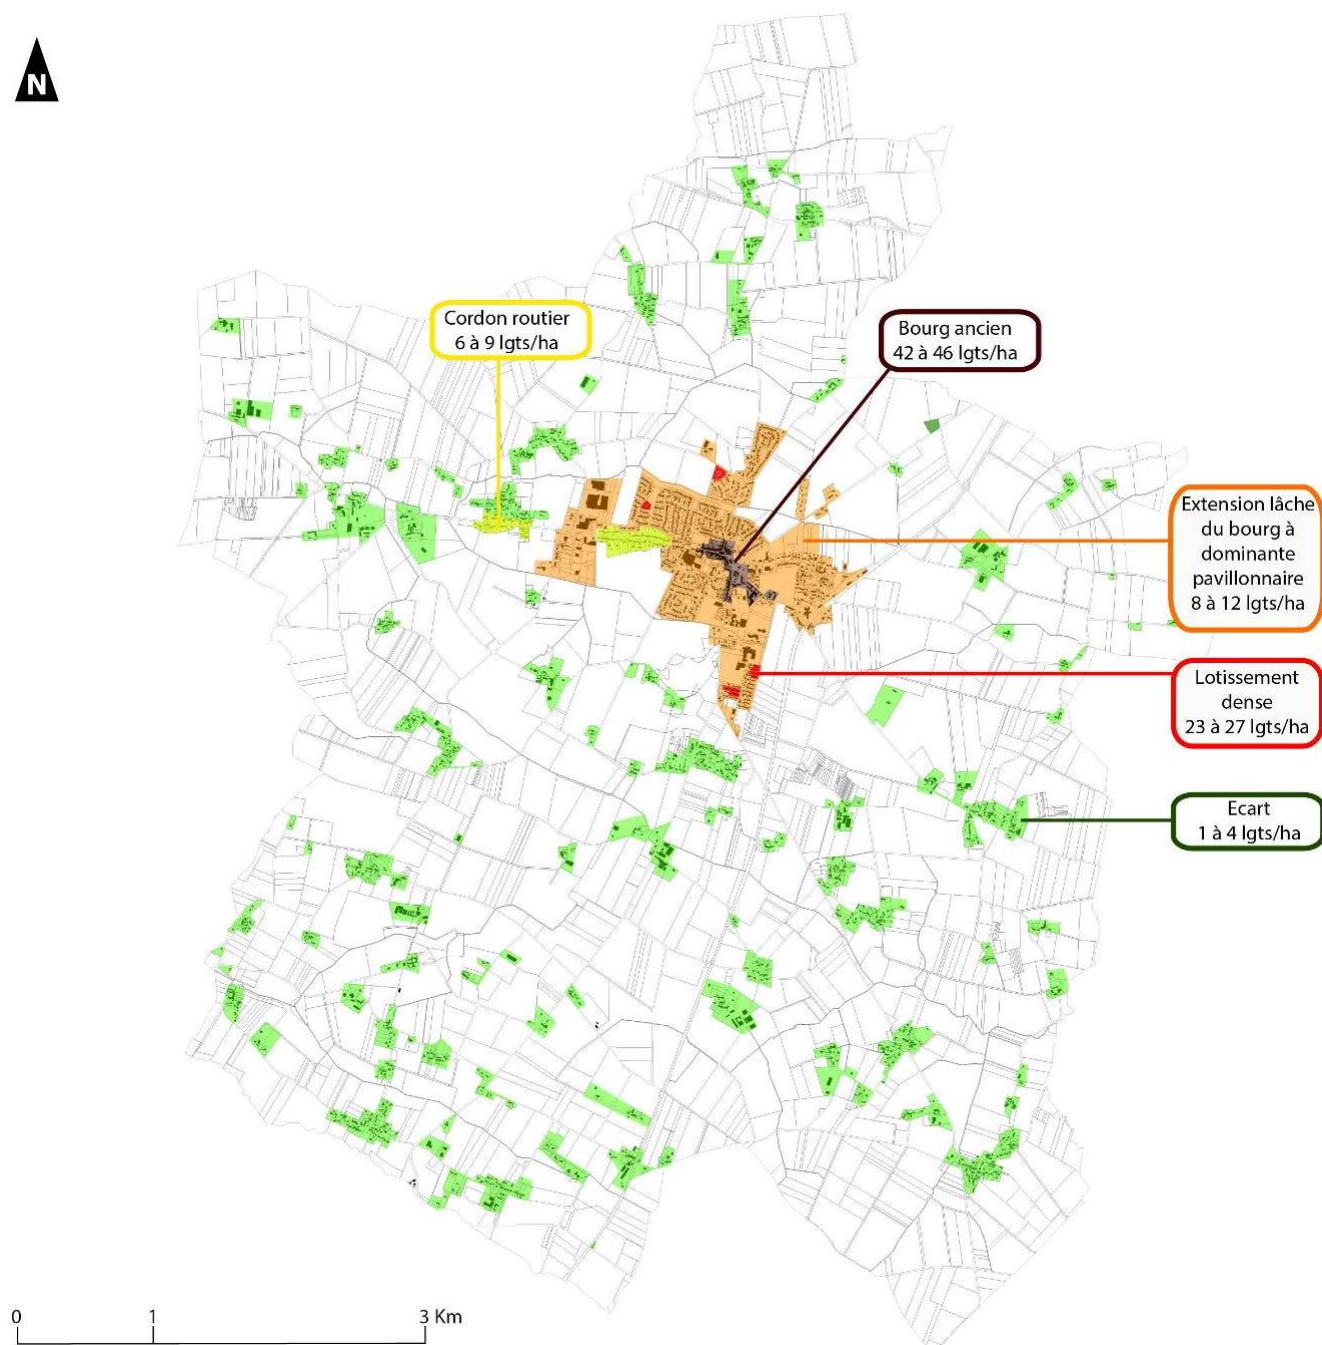 N
Cordon routier
6 à 9 lgts/ha
Bourg ancien
42 à 46 lgts/ha
Extension lâche
du bourg à
dominante
pavillonnaire
8 à 12 lgts/ha
Lotissement
dense
23 à 27 lgts/ha
Ecart
1 à 4 lgts/ha
0 1 3 Km